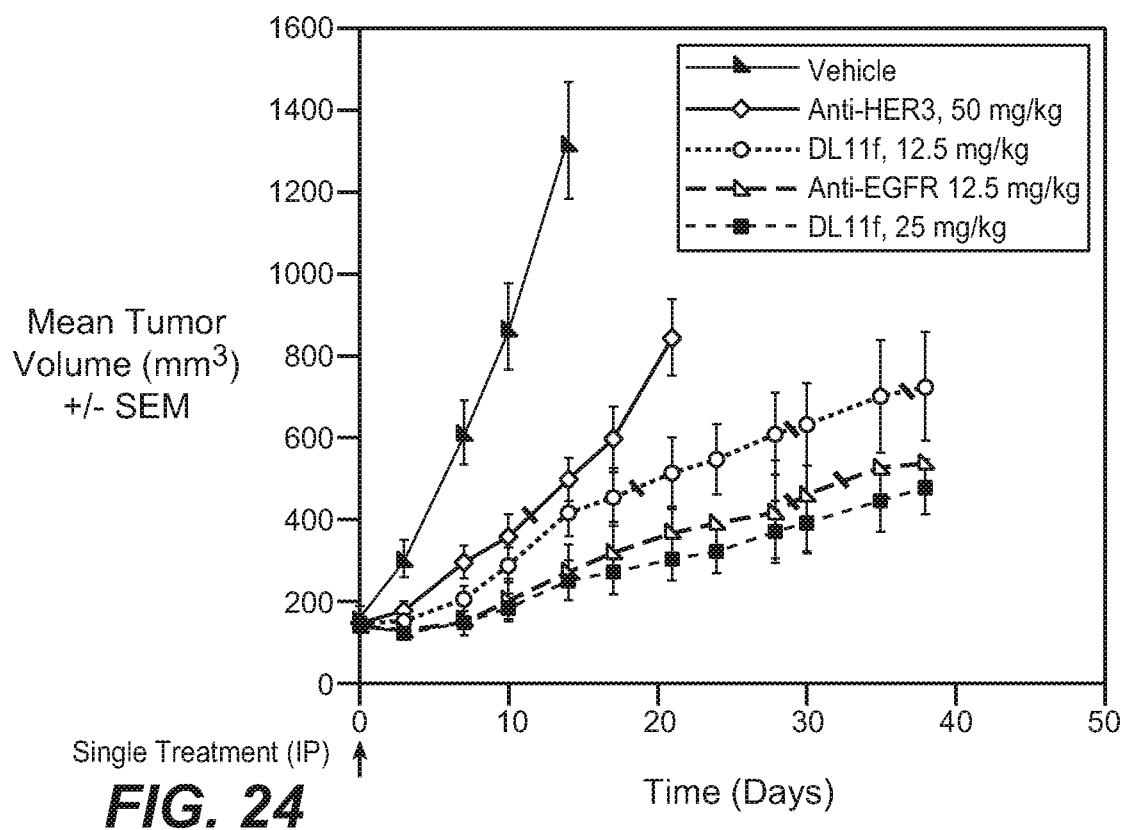 1600
1400
1200
1000
800
600
400
200
0
Mean Tumor
Volume (mm3)
+/- SEM
Vehicle
Anti-HER3, 50 mg/kg
DL11f, 12.5 mg/kg
Anti-EGFR 12.5 mg/kg
DL11f, 25 mg/kg
0 10 20 30 40 50
Single Treatment (IP)
Time (Days)
FIG. 24